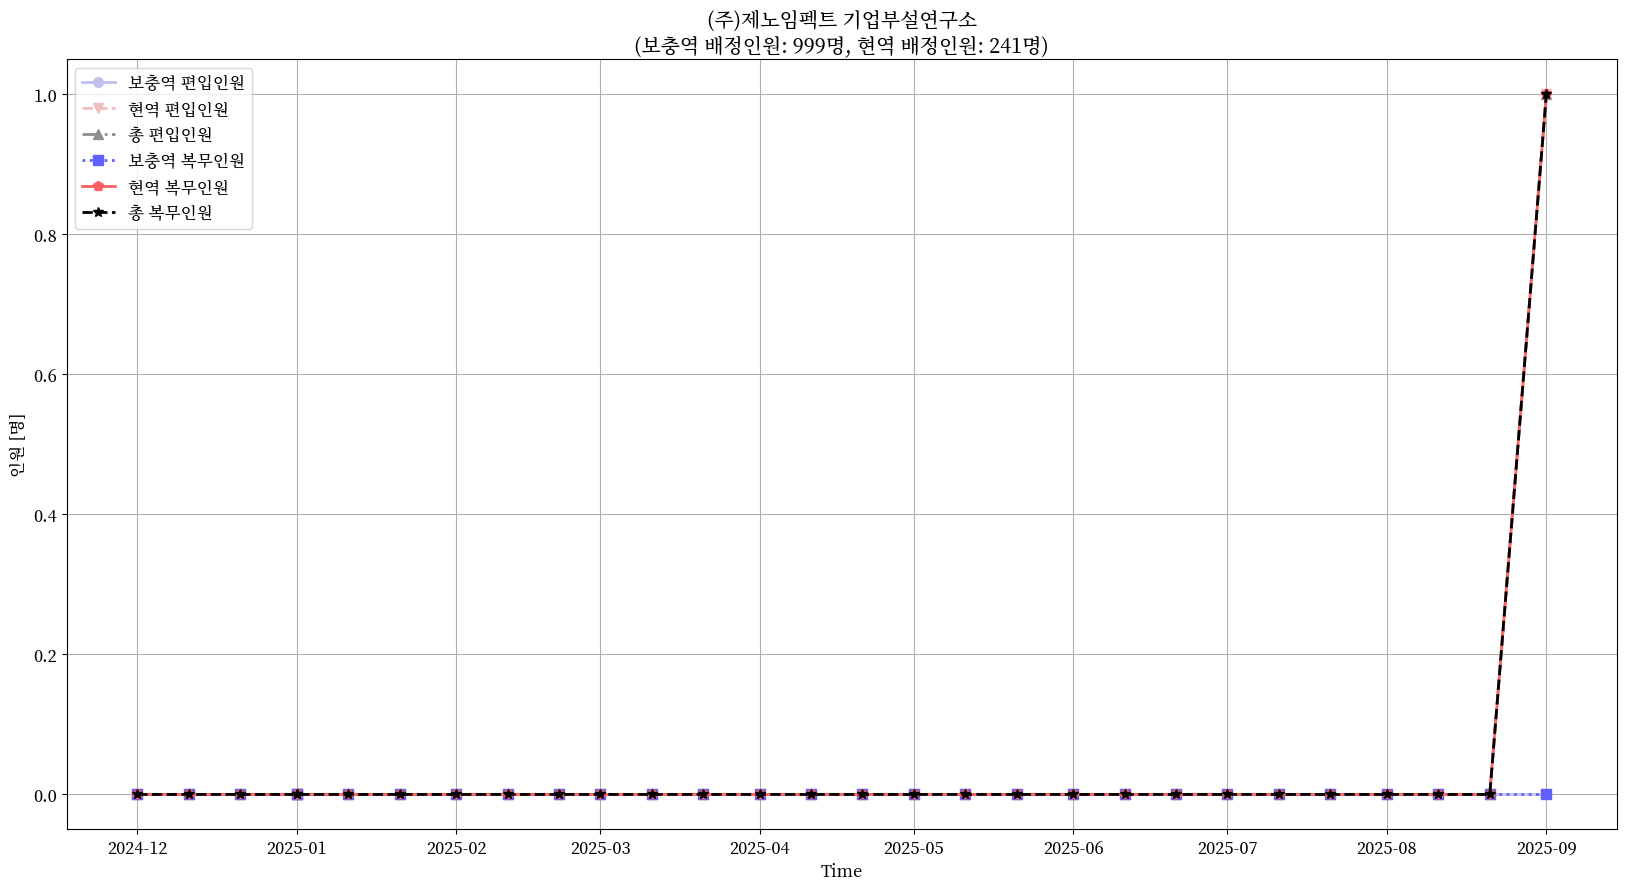 (주)제노임펙트 기업부설연구소
(보충역 배정인원: 999명, 현역 배정인원: 241명)
보충역 편입인원
현역 편입인원
총 편입인원
보충역 복무인원
현역 복무인원
총 복무인원
1.0
0.8
0.6
0.4
0.2
0.0
인원 [명]
2024-12
2025-01
2025-02
2025-03
2025-04
2025-05
2025-06
2025-07
2025-08
2025-09
Time